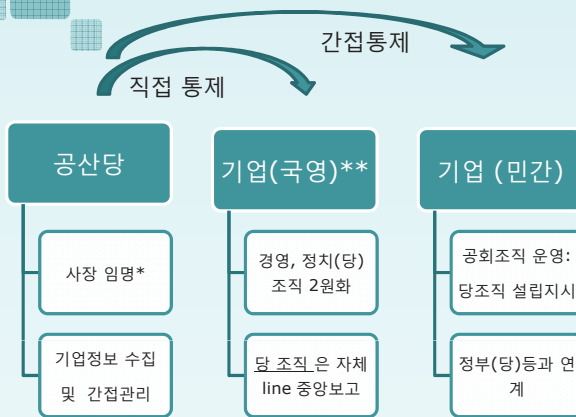 간접통제
직접 통제
공산당
사장 임명*
기업정보 수집
및 간접관리
기업(국영)**
경영, 정치(당)
조직 2원화
당 조직 은 자체
line 중앙보고
기업 (민간)
공회조직 운영:
당조직 설립지시
정부(당)등과 연
계